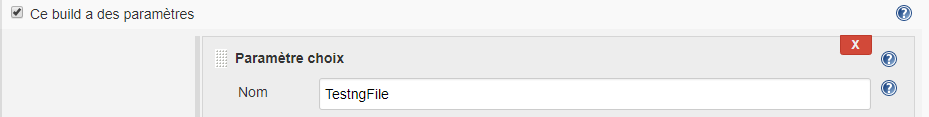 Ce build a des paramètres
X
Paramètre choix
Nom
TestngFile